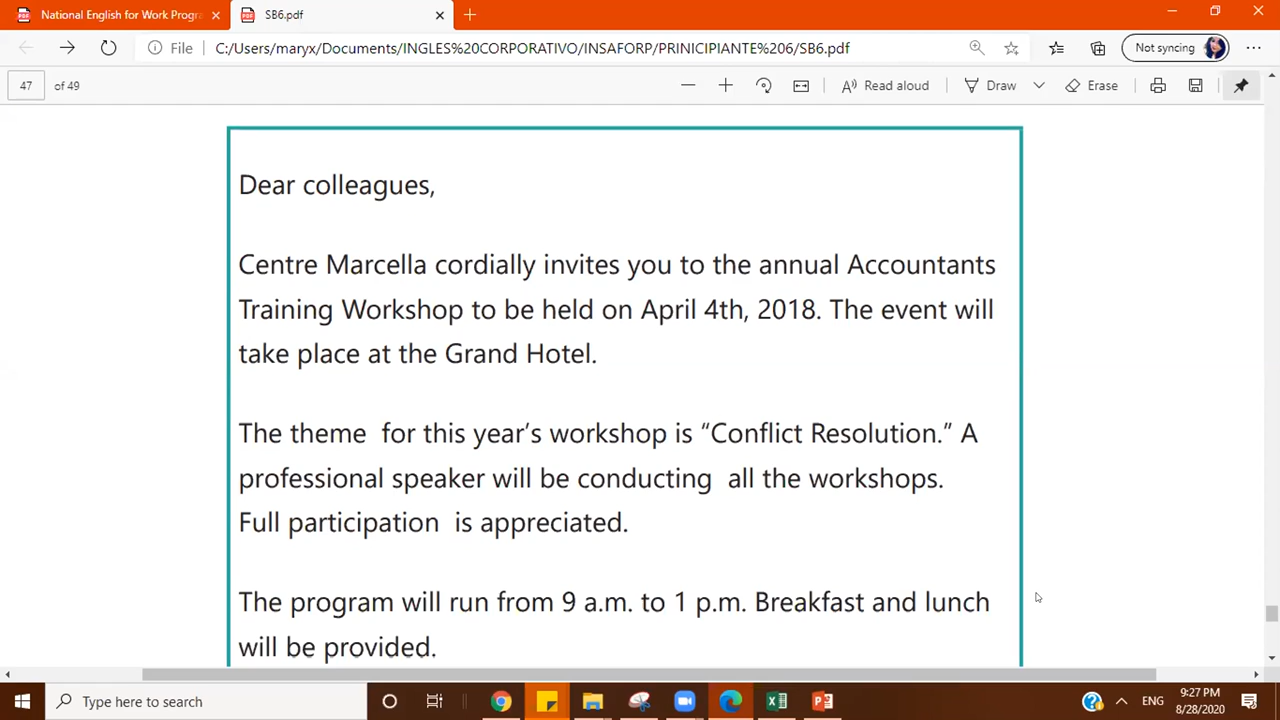 National English for Work Progra
SB6.pdf
File
C:/Users/maryx/Documents/INGLES%20CORPORATIVO/INSAFORP/PRINICIPIANTE%206/SB6.pdf
Not syncing
47 of 49
Read aloud
Draw
Erase
Dear colleagues,
Centre Marcella cordially invites you to the annual Accountants
Training Workshop to be held on April 4th, 2018. The event will
take place at the Grand Hotel.
The theme for this year's workshop is “Conflict Resolution.” A
professional speaker will be conducting all the workshops.
Full participation is appreciated.
The program will run from 9 a.m. to 1 p.m. Breakfast and lunch
will be provided.
Type here to search
ENG
9:27 PM
8/28/2020